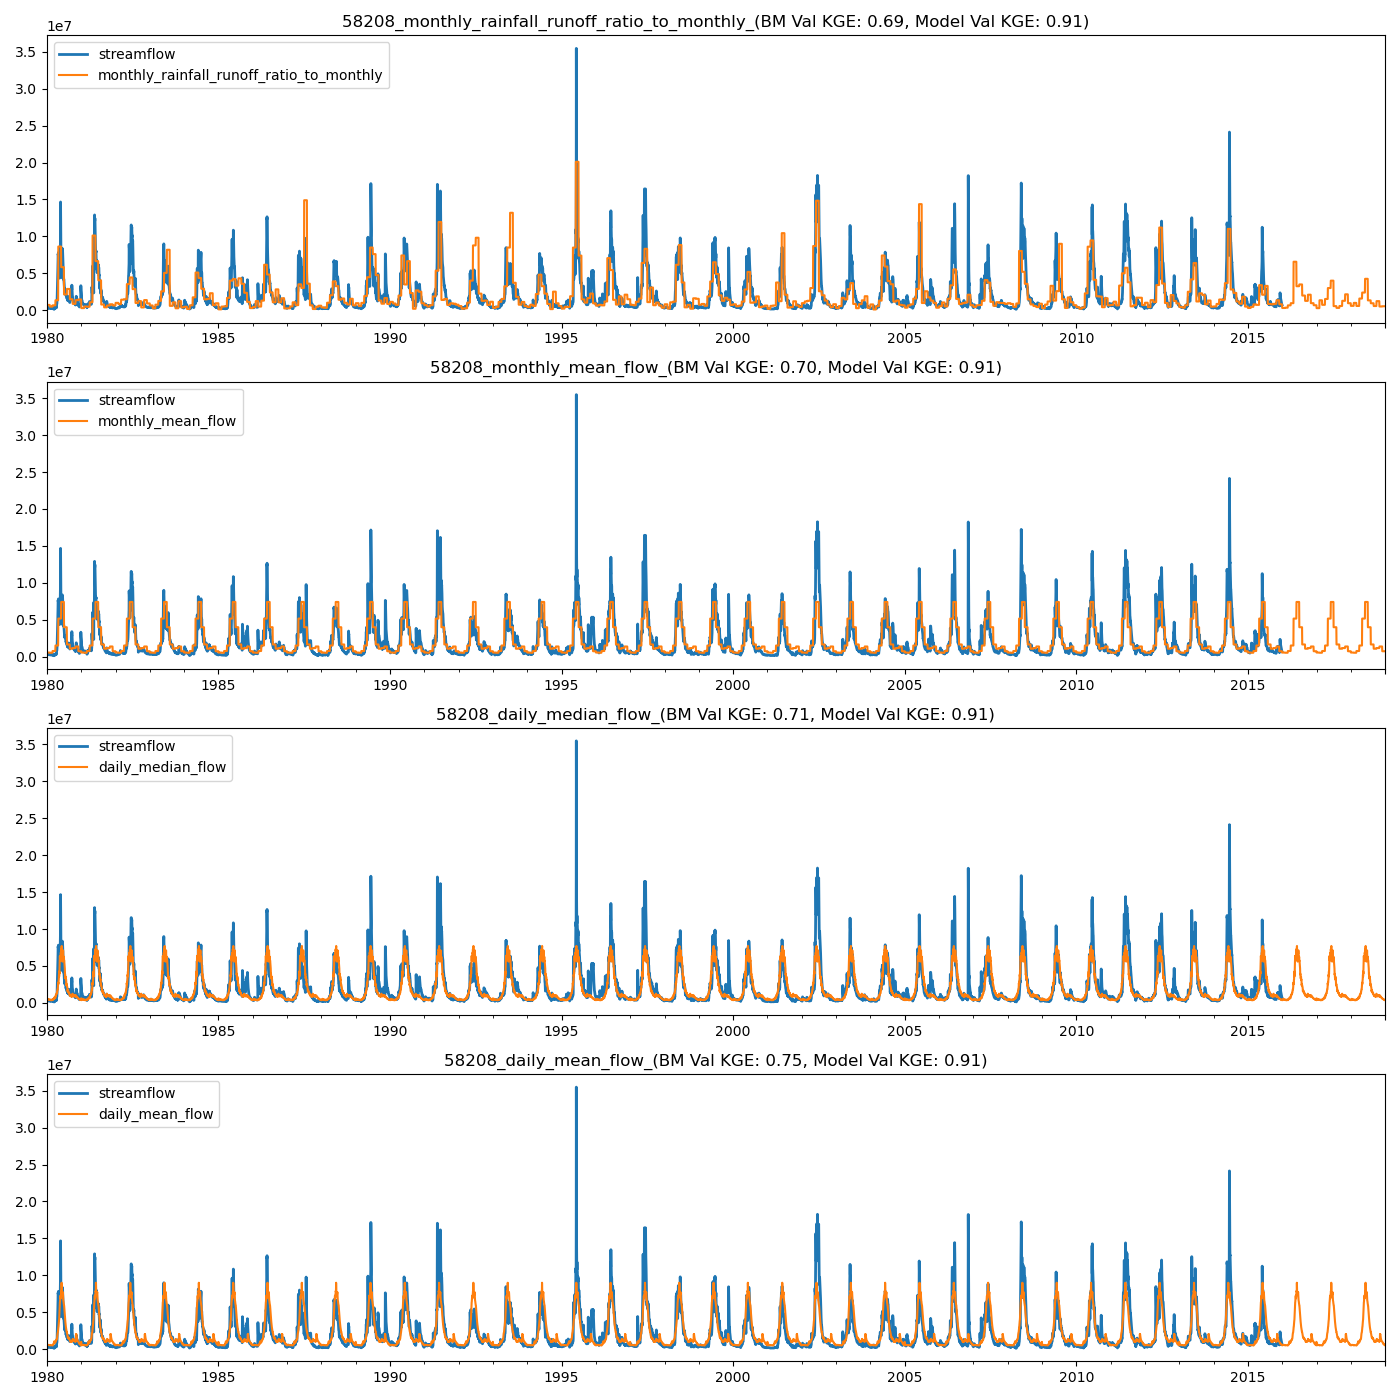 58208_monthly_rainfall_runoff_ratio_to_monthly_(BM Val KGE: 0.69, Model Val KGE: 0.91)
1e7
streamflow
monthly_rainfall_runoff_ratio_to_monthly
3.5
3.0
2.5
2.0
1.5
1.0
0.5
0.0
1980 1985 1990 1995 2000 2005 2010 2015
58208_monthly_mean_flow_(BM Val KGE: 0.70, Model Val KGE: 0.91)
1e7
streamflow
monthly_mean_flow
3.5
3.0
2.5
2.0
1.5
1.0
0.5
0.0
1980 1985 1990 1995 2000 2005 2010 2015
58208_daily_median_flow_(BM Val KGE: 0.71, Model Val KGE: 0.91)
1e7
streamflow
daily_median_flow
3.5
3.0
2.5
2.0
1.5
1.0
0.5
0.0
1980 1985 1990 1995 2000 2005 2010 2015
58208_daily_mean_flow_(BM Val KGE: 0.75, Model Val KGE: 0.91)
1e7
streamflow
daily_mean_flow
3.5
3.0
2.5
2.0
1.5
1.0
0.5
0.0
1980 1985 1990 1995 2000 2005 2010 2015